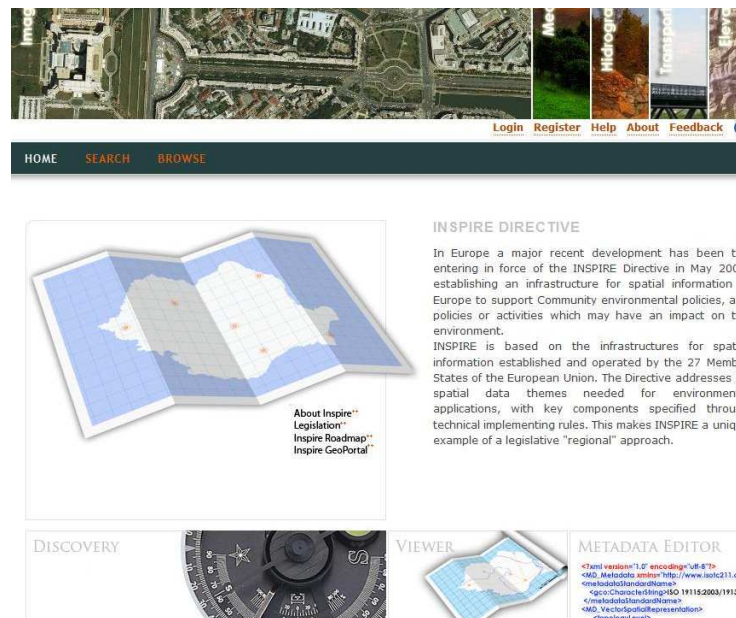 Imag
Med
Hidrogra
Transport
Eleva
Login Register Help About Feedback
HOME SEARCH BROWSE
INSPIRE DIRECTIVE
In Europe a major recent development has been t
entering in force of the INSPIRE Directive in May 200
establishing an infrastructure for spatial information
Europe to support Community environmental policies, a
policies or activities which may have an impact on t
environment.
INSPIRE is based on the infrastructures for spat
information established and operated by the 27 Memb
States of the European Union. The Directive addresses
spatial data themes needed for environmen
applications, with key components specified throu
technical implementing rules. This makes INSPIRE a uniq
example of a legislative "regional" approach.
About Inspire
Legislation
Inspire Roadmap
Inspire GeoPortal
DISCOVERY
VIEWER
METADATA EDITOR
<?xml version="1.0" encoding="utf-8"?>
<MD_Metadata xmlns="http://www.isotc211.o
<metadataStandardName>
<gco:CharacterString>ISO 19115:2003/1913
</metadataStandardName>
<MD_VectorSpatialRepresentation>
<topologyLevel>